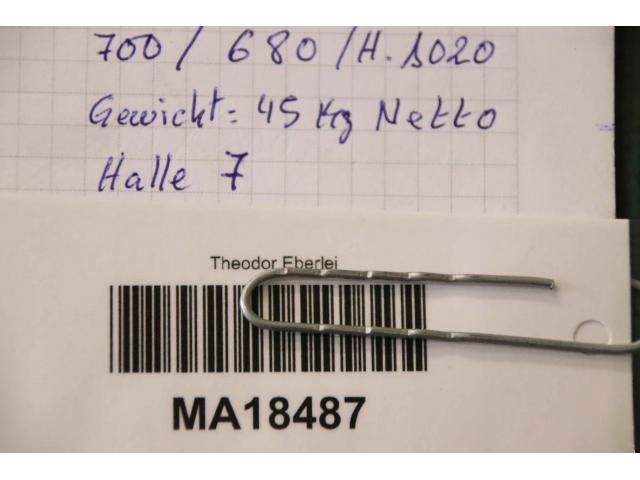 700 / 680 / H. 1020
Gewicht: 45 Kg Netto
Halle 7
Theodor Eberlei
MA18487